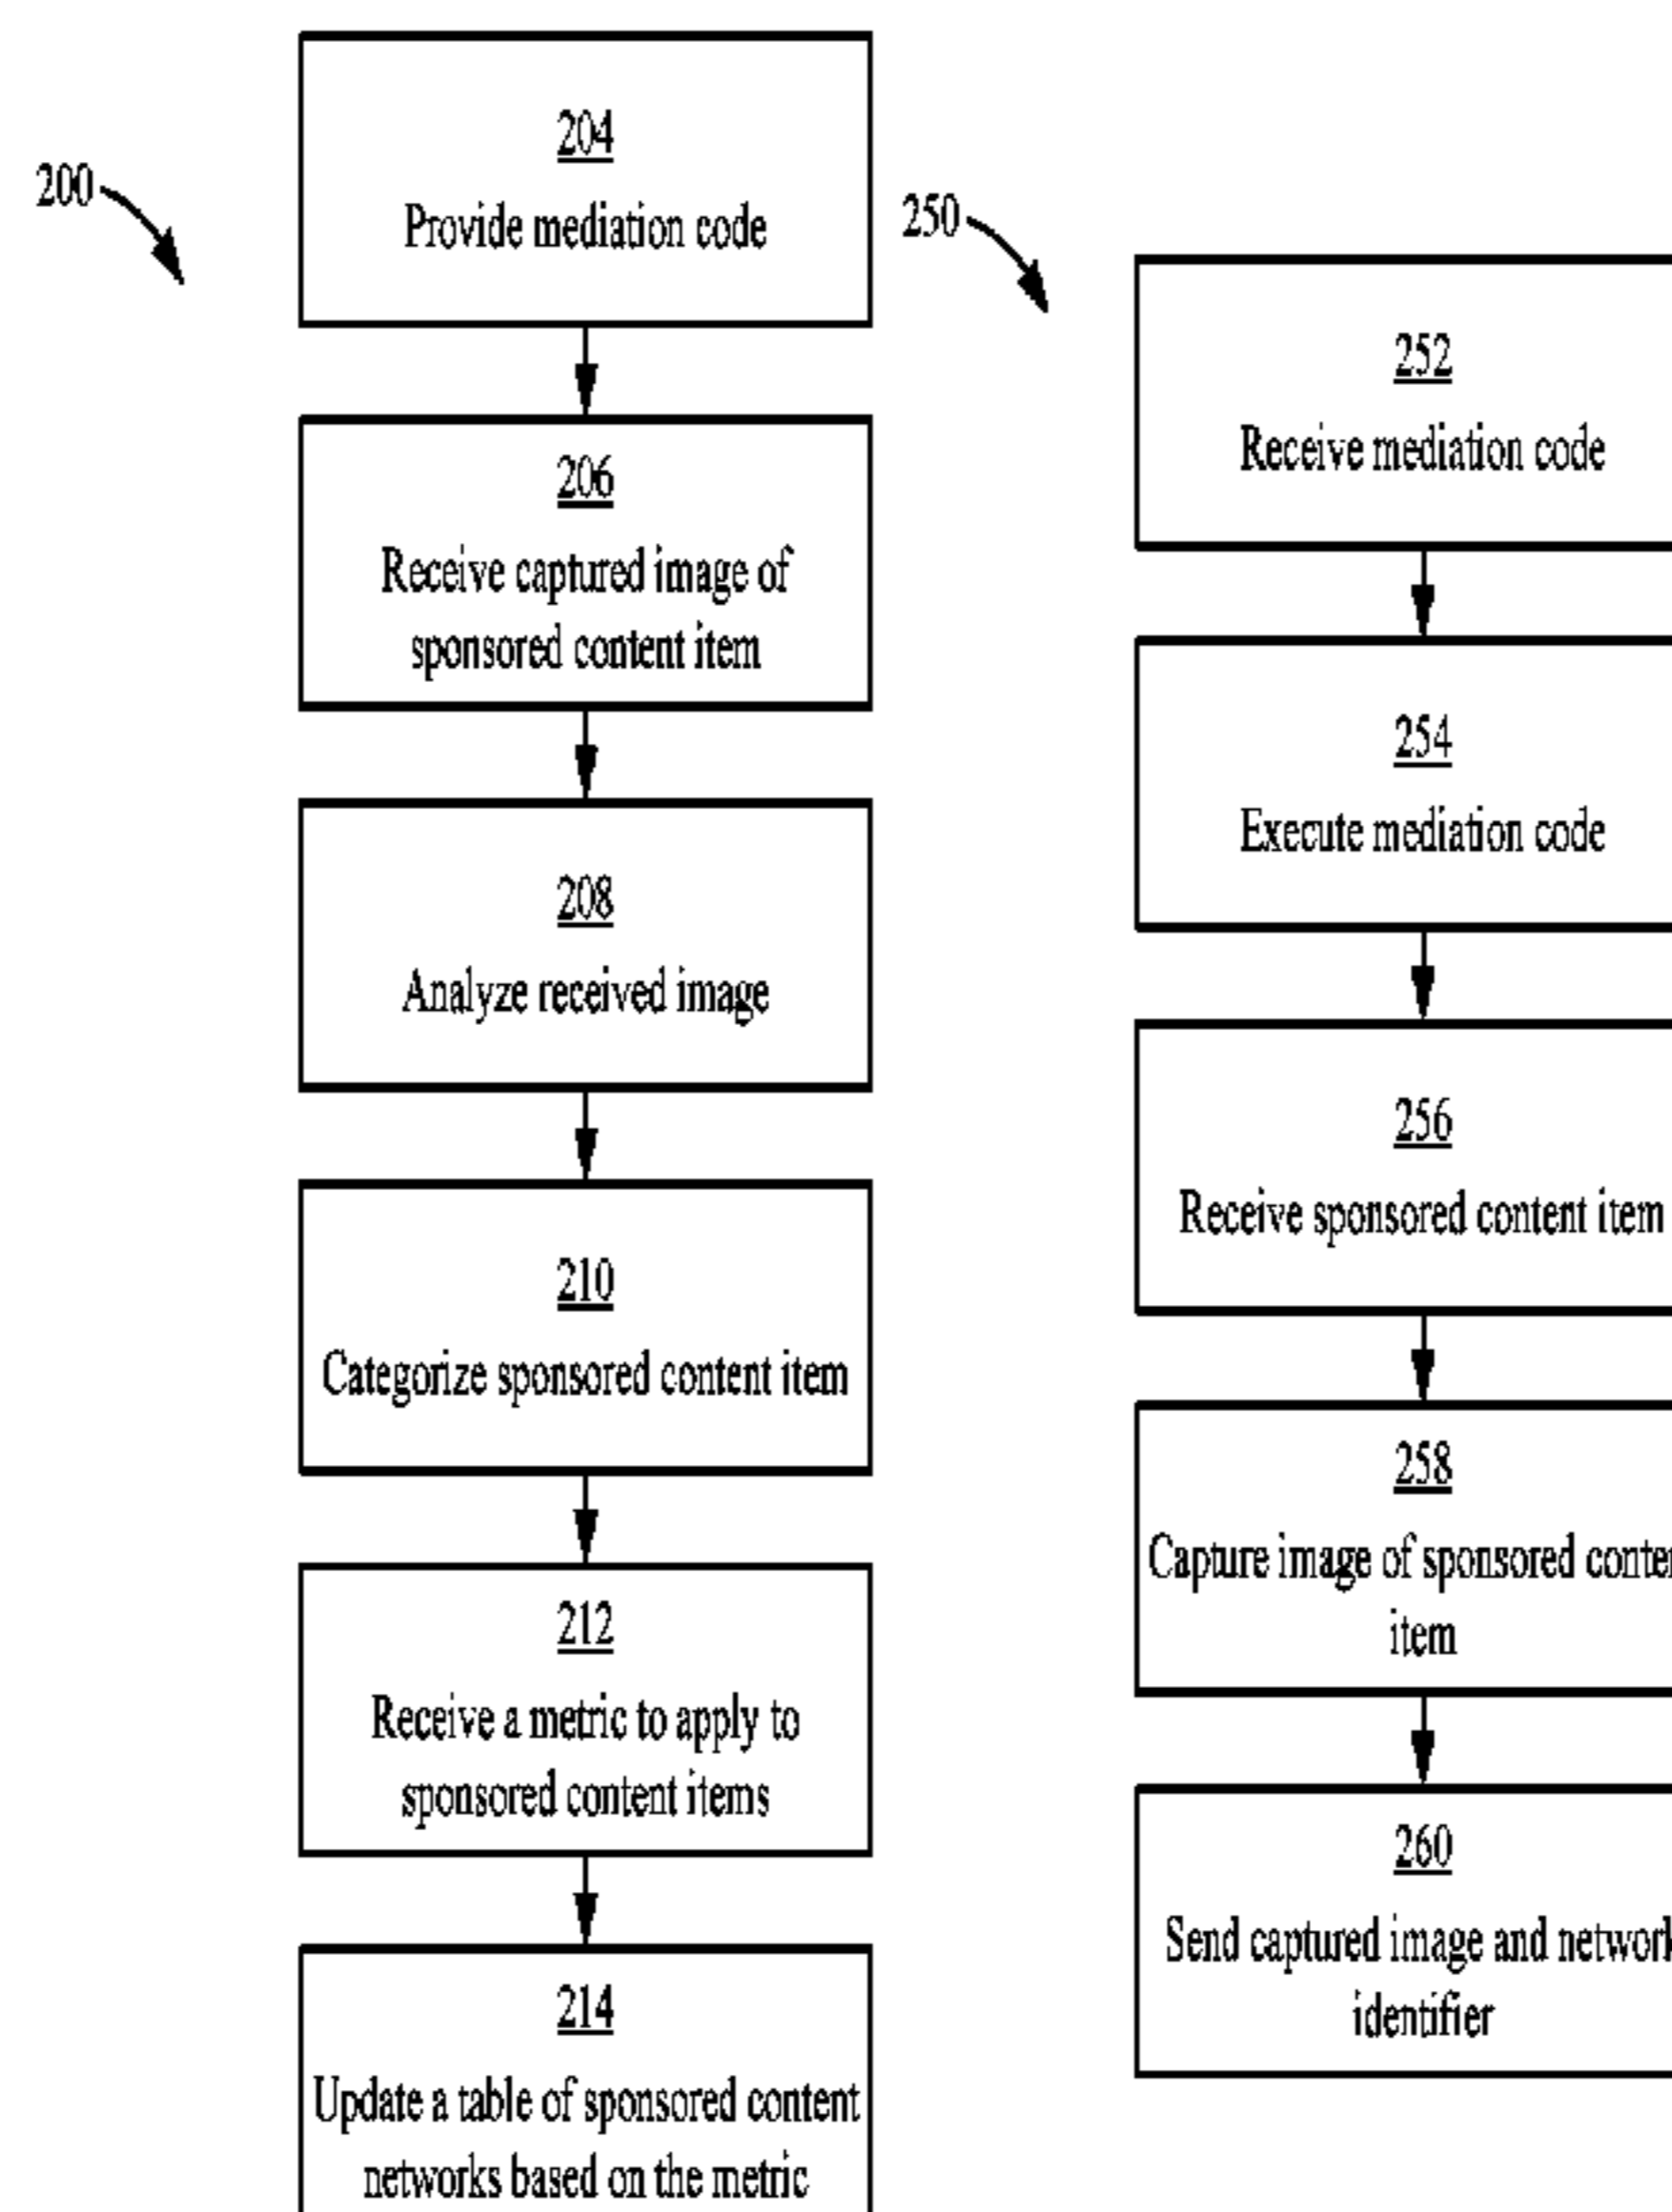 200
204
Provide mediation code
206
Receive captured image of
sponsored content item
208
Analyze received image
210
Categorize sponsored content item
212
Receive a metric to apply to
sponsored content items
214
Update a table of sponsored content
networks based on the metric
250
252
Receive mediation code
254
Execute mediation code
256
Receive sponsored content item
258
Capture image of sponsored
item
260
Send captured image and network
identifier